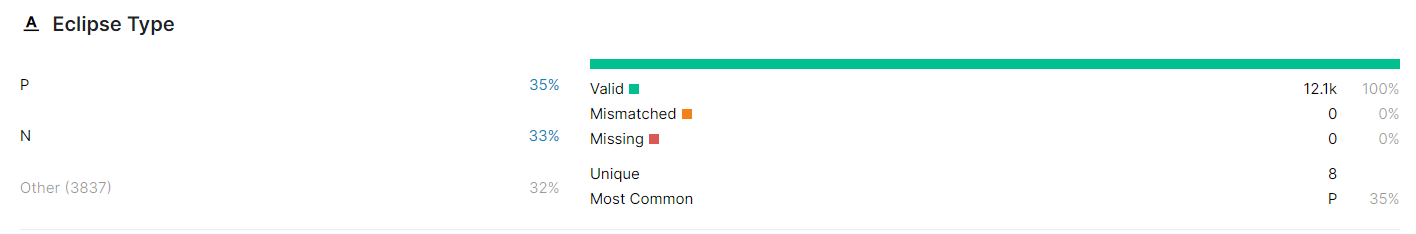 A Eclipse Type
P 35%
N 33%
Other (3837) 32%
Valid 12.1k 100%
Mismatched 0 0%
Missing 0 0%
Unique 8
Most Common P 35%